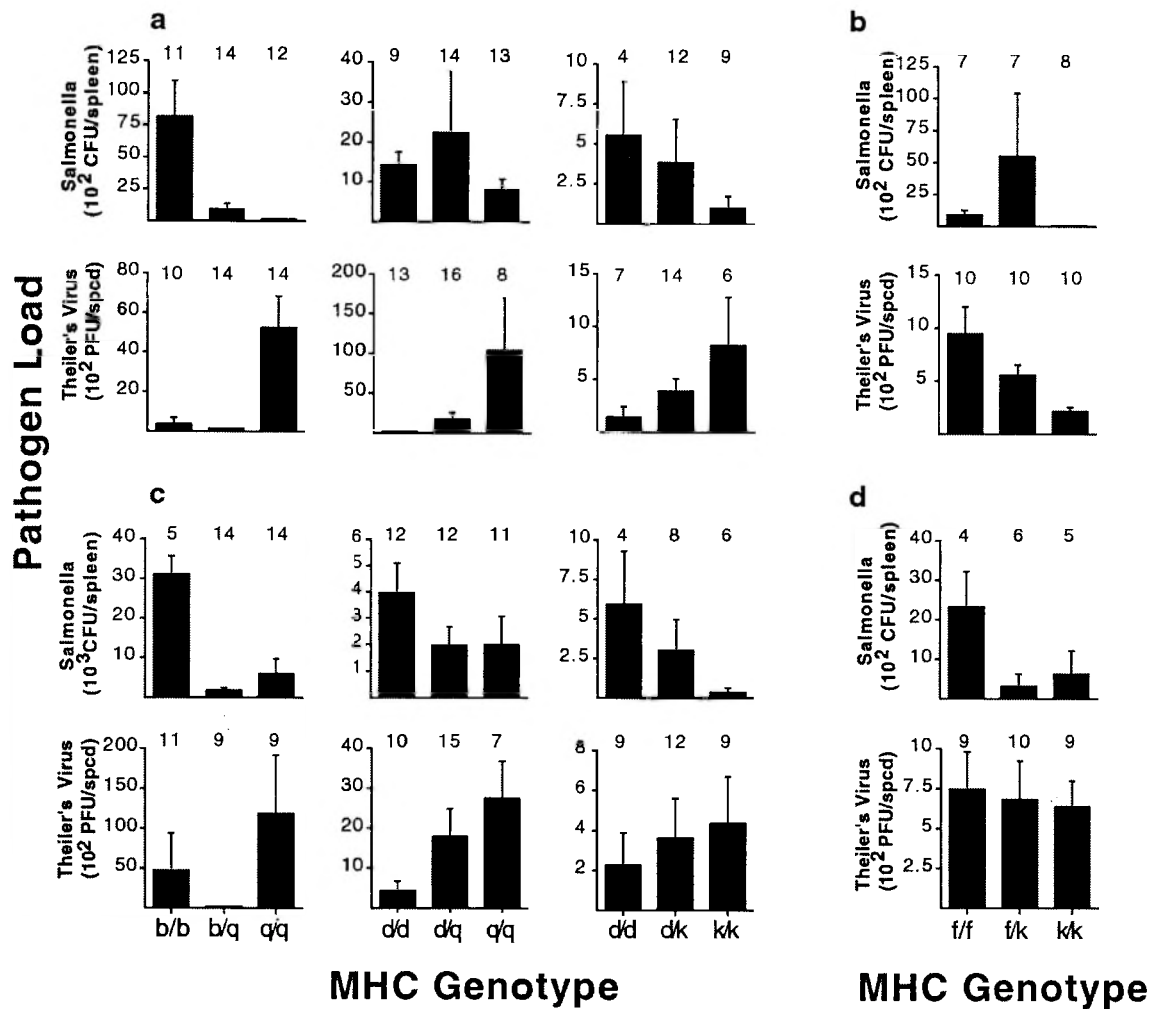 a
11 14 12
9 14 13
4 12 9
Salmonella
(10² CFU/spleen)
125
100
75
50
25
40
30
20
10
10
7.5
5
2.5
b
7 7 8
Salmonella
(10² CFU/spleen)
125
100
75
50
25
10 14 14
13 16 8
7 14 6
Theiler's Virus
(10² PFU/spcd)
80
60
40
20
200
150
100
50
15
10
5
10 10 10
Theiler's Virus
(10² PFU/spcd)
15
10
5
Pathogen Load
c
5 14 14
12 12 11
4 8 6
Salmonella
(10³CFU/spleen)
40
30
20
10
6
5
4
3
2
1
10
7.5
5
2.5
d
4 6 5
Salmonella
(10² CFU/spleen)
40
30
20
10
11 9 9
10 15 7
9 12 9
Theiler's Virus
(10² PFU/spcd)
200
150
100
50
40
30
20
10
8
6
4
2
9 10 9
Theiler's Virus
(10² PFU/spcd)
10
7.5
5
2.5
b/b b/q q/q
d/d d/q q/q
d/d d/k k/k
f/f f/k k/k
MHC Genotype
MHC Genotype